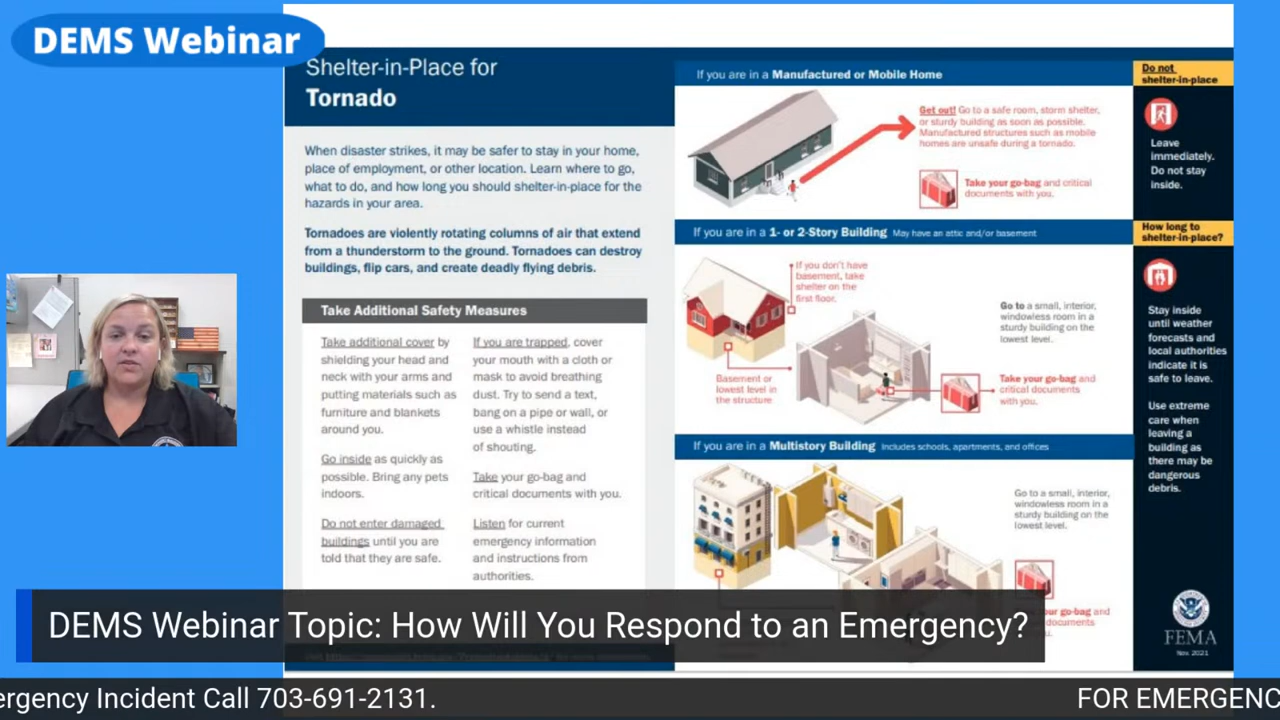 DEMS Webinar
Shelter-in-Place for
Tornado
When disaster strikes, it may be safer to stay in your home,
place of employment, or other location. Learn where to go,
what to do, and how long you should shelter-in-place for the
hazards in your area.
Tornadoes are violently rotating columns of air that extend
from a thunderstorm to the ground. Tornadoes can destroy
buildings, flip cars, and create deadly flying debris.
Take Additional Safety Measures
Take additional cover by
shielding your head and
neck with your arms and
putting materials such as
furniture and blankets
around you.
Go inside as quickly as
possible. Bring any pets
indoors.
Do not enter damaged
buildings until you are
told that they are safe.
If you are trapped, cover
your mouth with a cloth or
mask to avoid breathing
dust. Try to send a text,
bang on a pipe or wall, or
use a whistle instead
of shouting.
Take your go-bag and
critical documents with you.
Listen for current
emergency information
and instructions from
authorities.
If you are in a Manufactured or Mobile Home
Get out! Go to a safe room, storm shelter,
or sturdy building as soon as possible.
Manufactured structures such as mobile
homes are unsafe during a tornado.
Take your go-bag and critical
documents with you.
Do not
shelter-in-place
Leave
immediately.
Do not stay
inside.
If you are in a 1- or 2-Story Building May have an attic and/or basement
If you don't have
basement, take
shelter on the
first floor.
Basement or
lowest level in
the structure
Go to a small, interior,
windowless room in a
sturdy building on the
lowest level.
Take your go-bag and
critical documents
with you.
How long to
shelter-in-place?
Stay inside
until weather
forecasts and
local authorities
indicate it is
safe to leave.
Use extreme
care when
leaving a
building as
there may be
dangerous
debris.
If you are in a Multistory Building Includes schools, apartments, and offices
Go to a small, interior,
windowless room in a
sturdy building on the
lowest level.
go-bag and
documents
FEMA
Nov 2021
DEMS Webinar Topic: How Will You Respond to an Emergency?
ergency Incident Call 703-691-2131.
FOR EMERGENC